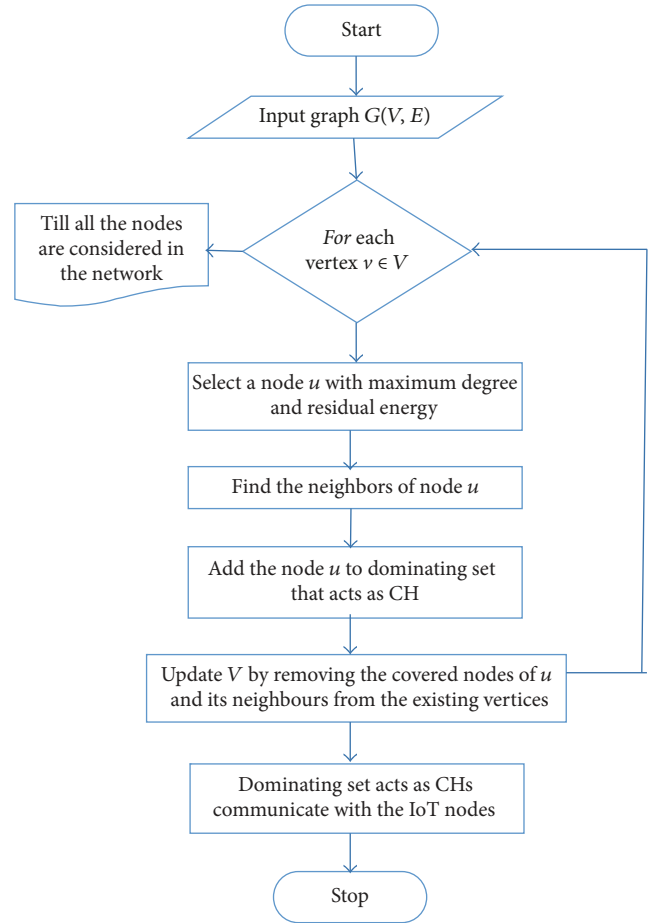 Start
Input graph G(V, E)
For each
vertex v ∈ V
Till all the nodes
are considered in
the network
Select a node u with maximum degree
and residual energy
Find the neighbors of node u
Add the node u to dominating set
that acts as CH
Update V by removing the covered nodes of u
and its neighbours from the existing vertices
Dominating set acts as CHs
communicate with the IoT nodes
Stop